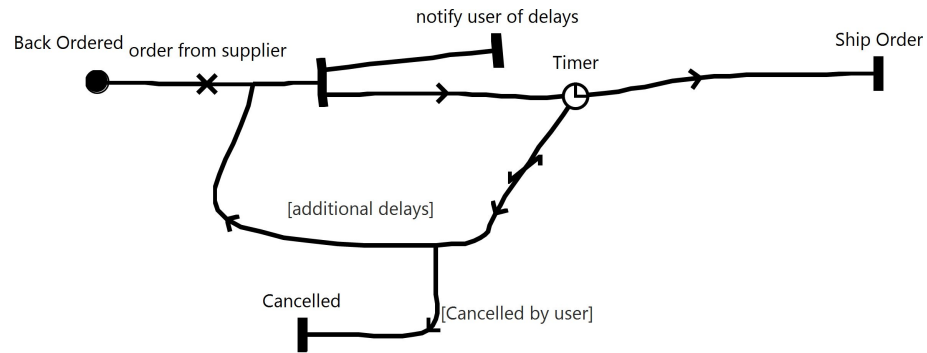 notify user of delays
Back Ordered
order from supplier
Ship Order
Timer
[additional delays]
Cancelled
[Cancelled by user]